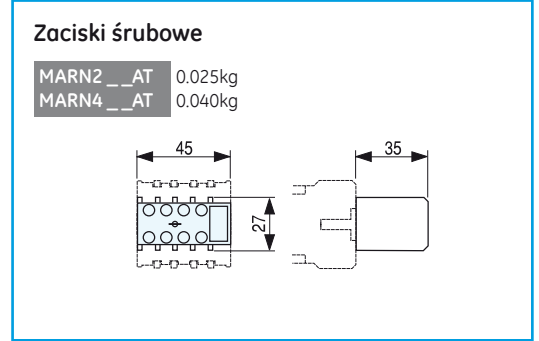 Zaciski śrubowe
MARN2 _ _AT 0.025kg
MARN4 _ _AT 0.040kg
45 35
27